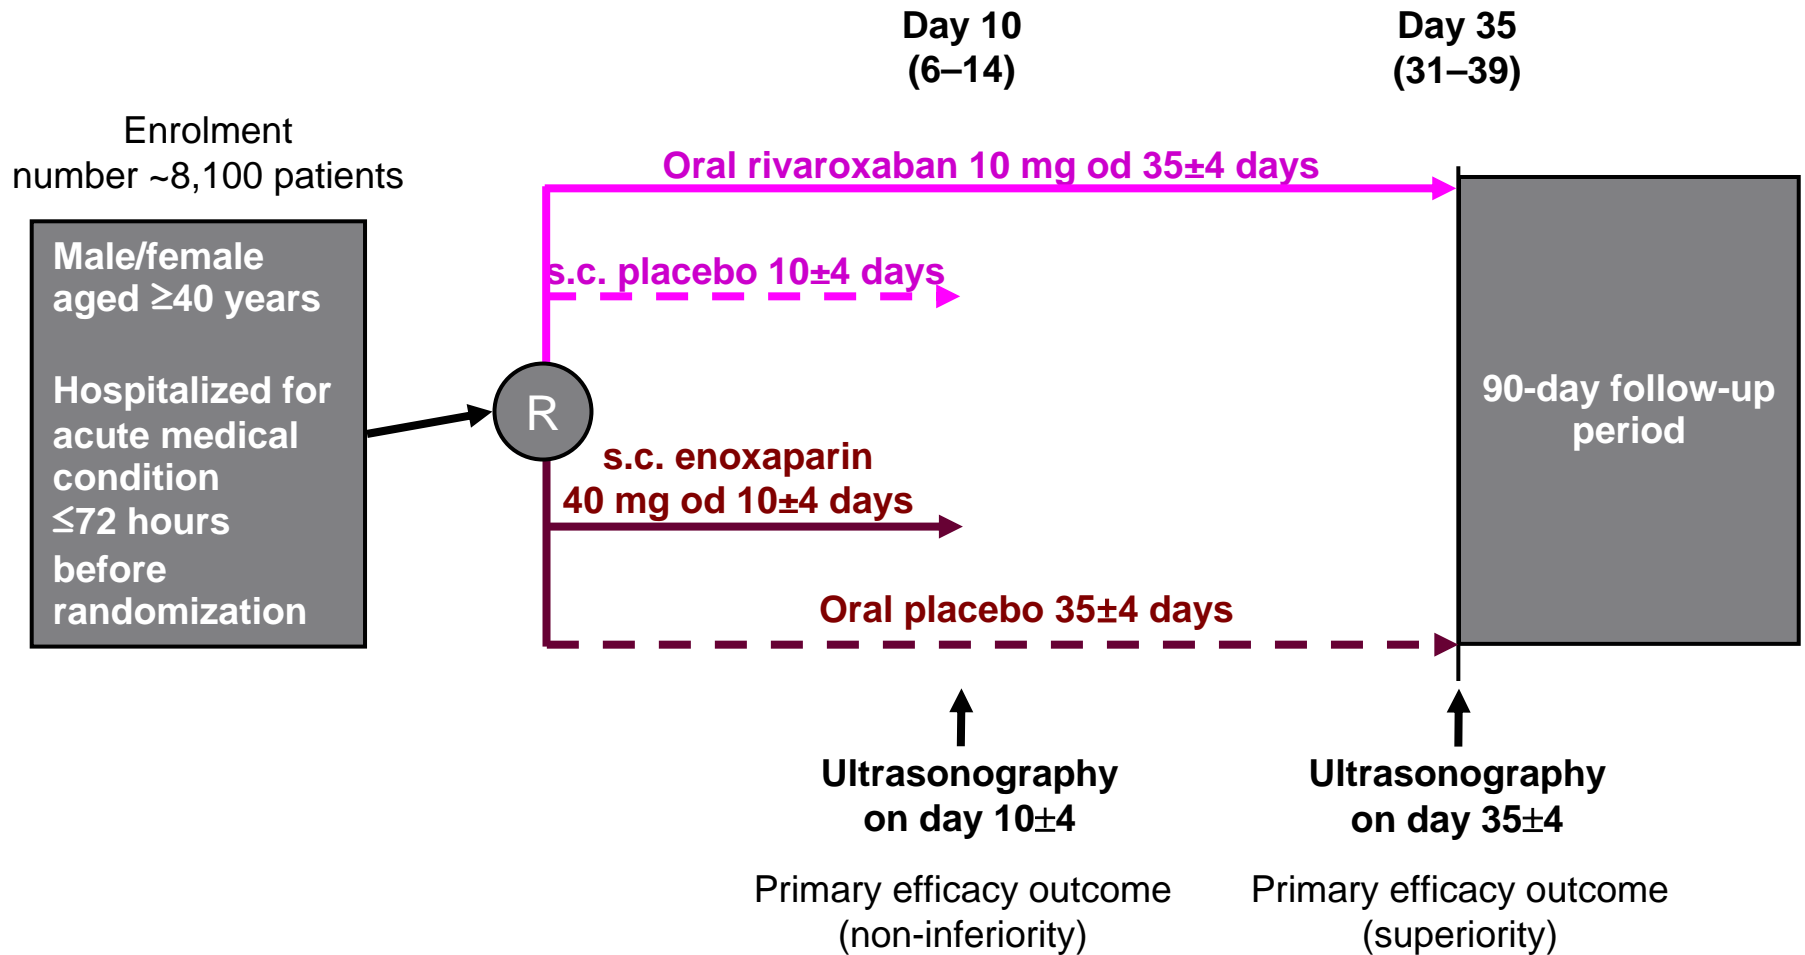 Day 10
(6–14)
Day 35
(31–39)
Enrolment
number ~8,100 patients
Male/female
aged ≥40 years
Hospitalized for
acute medical
condition
≤72 hours
before
randomization
R
Oral rivaroxaban 10 mg od 35±4 days
s.c. placebo 10±4 days
s.c. enoxaparin
40 mg od 10±4 days
Oral placebo 35±4 days
90-day follow-up
period
Ultrasonography
on day 10±4
Primary efficacy outcome
(non-inferiority)
Ultrasonography
on day 35±4
Primary efficacy outcome
(superiority)